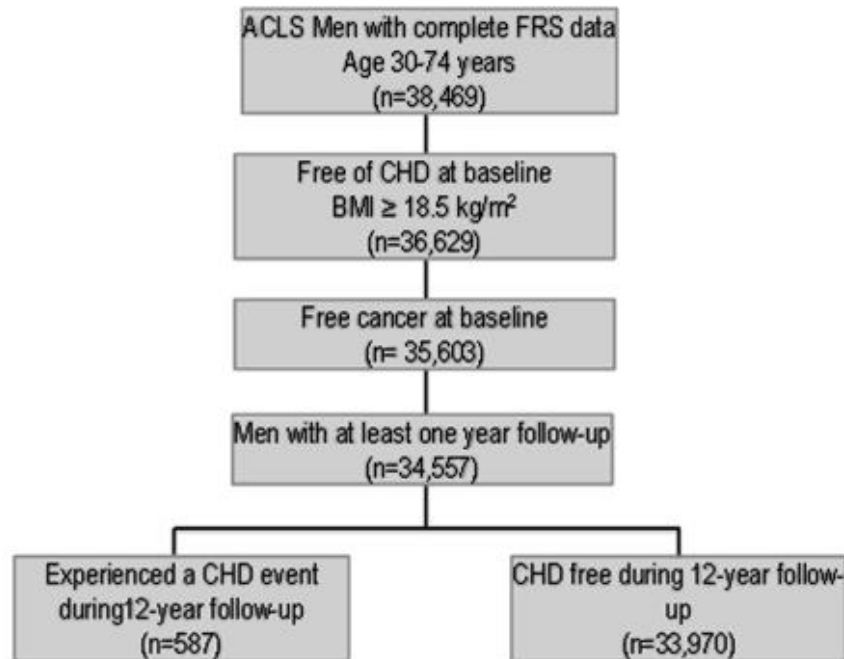 ACLS Men with complete FRS data
Age 30-74 years
(n=38,469)
Free of CHD at baseline
BMI ≥ 18.5 kg/m²
(n=36,629)
Free cancer at baseline
(n= 35,603)
Men with at least one year follow-up
(n=34,557)
Experienced a CHD event
during12-year follow-up
(n=587)
CHD free during 12-year follow-
up
(n=33,970)